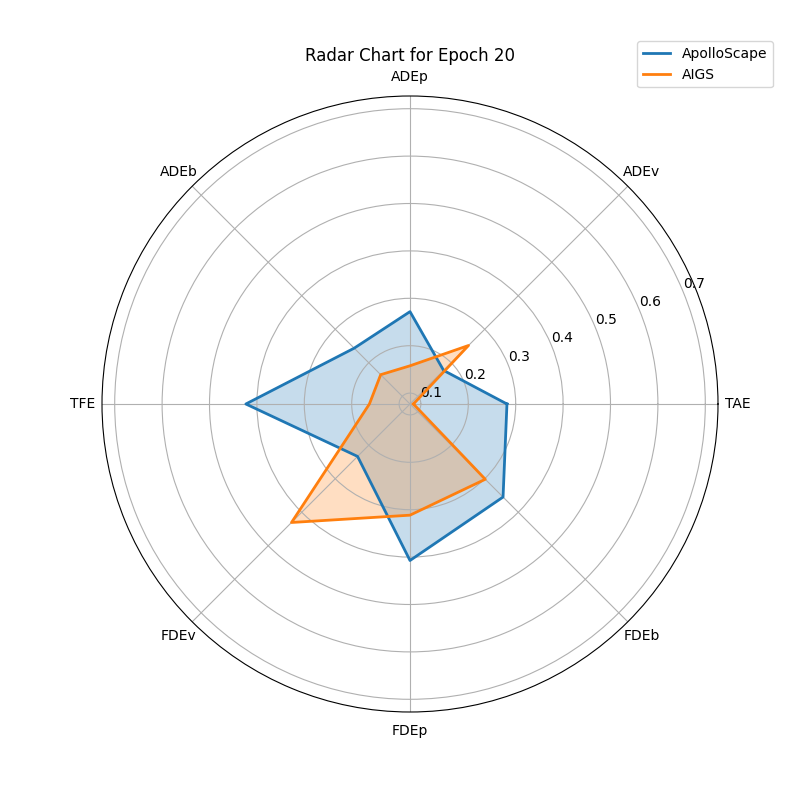 Radar Chart for Epoch 20
ApolloScape
AIGS
ADEp
ADEb
ADEv
0.7
0.6
0.5
0.4
0.3
0.2
0.1
TFE
TAE
FDEv
FDEb
FDEp